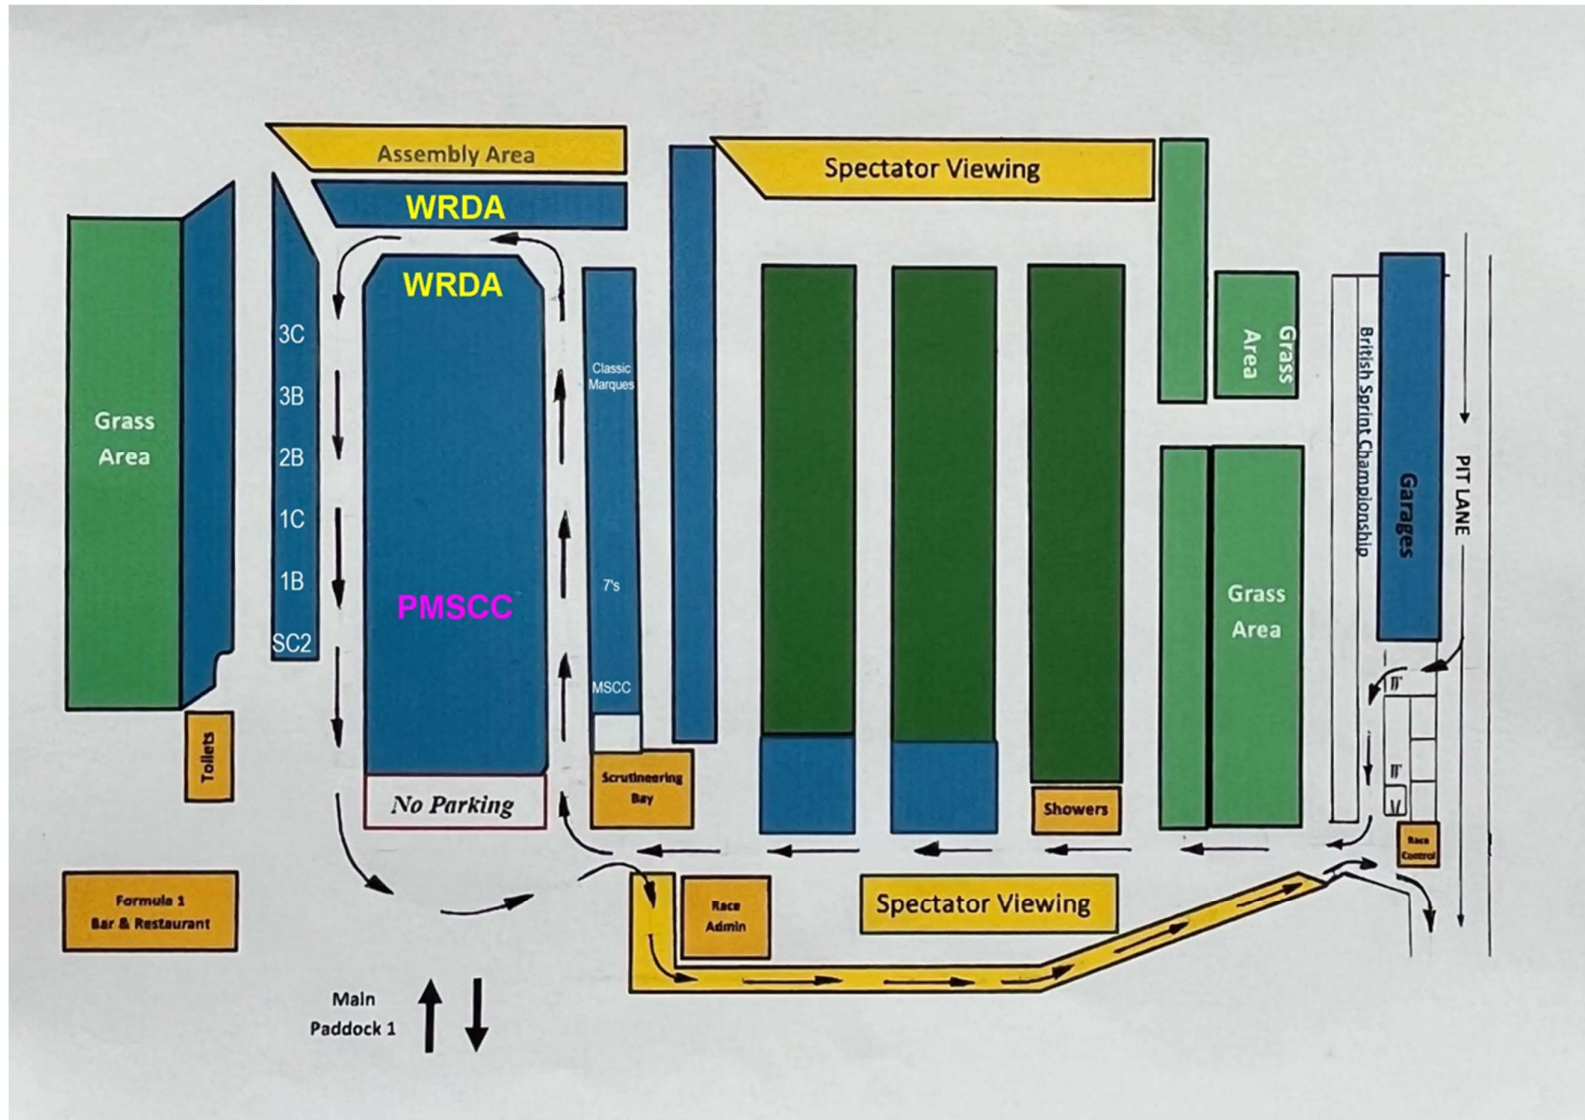 Assembly Area
Spectator Viewing
WRDA
WRDA
3C
3B
2B
1C
1B
SC2
Grass
Area
Classic
Marques
7's
MSCC
PMSCC
Grass
Area
British Sprint Championship
Garages
PIT LANE
Grass
Area
Toilets
No Parking
Scrutineering
Bay
Showers
W
W
Race
Control
Formula 1
Bar & Restaurant
Race
Admin
Spectator Viewing
Main
Paddock 1